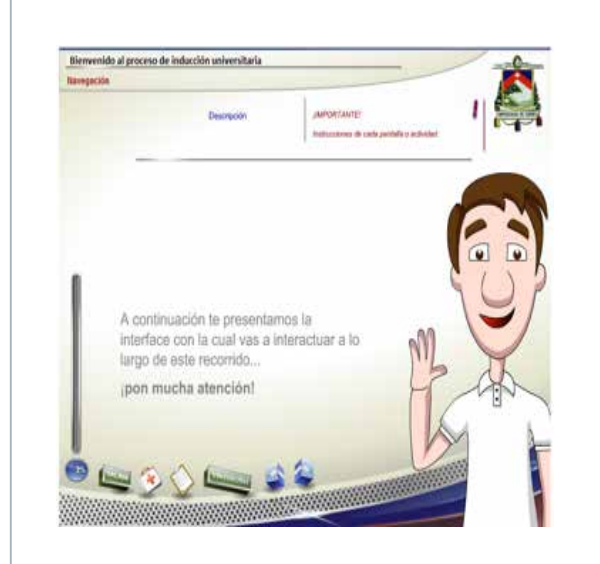 Bienvenido al proceso de inducción universitaria
Navegación
Descripción
¡IMPORTANTE!
Instrucciones de cada pantalla o actividad
A continuación te presentamos la
interface con la cual vas a interactuar a lo
largo de este recorrido...
¡pon mucha atención!